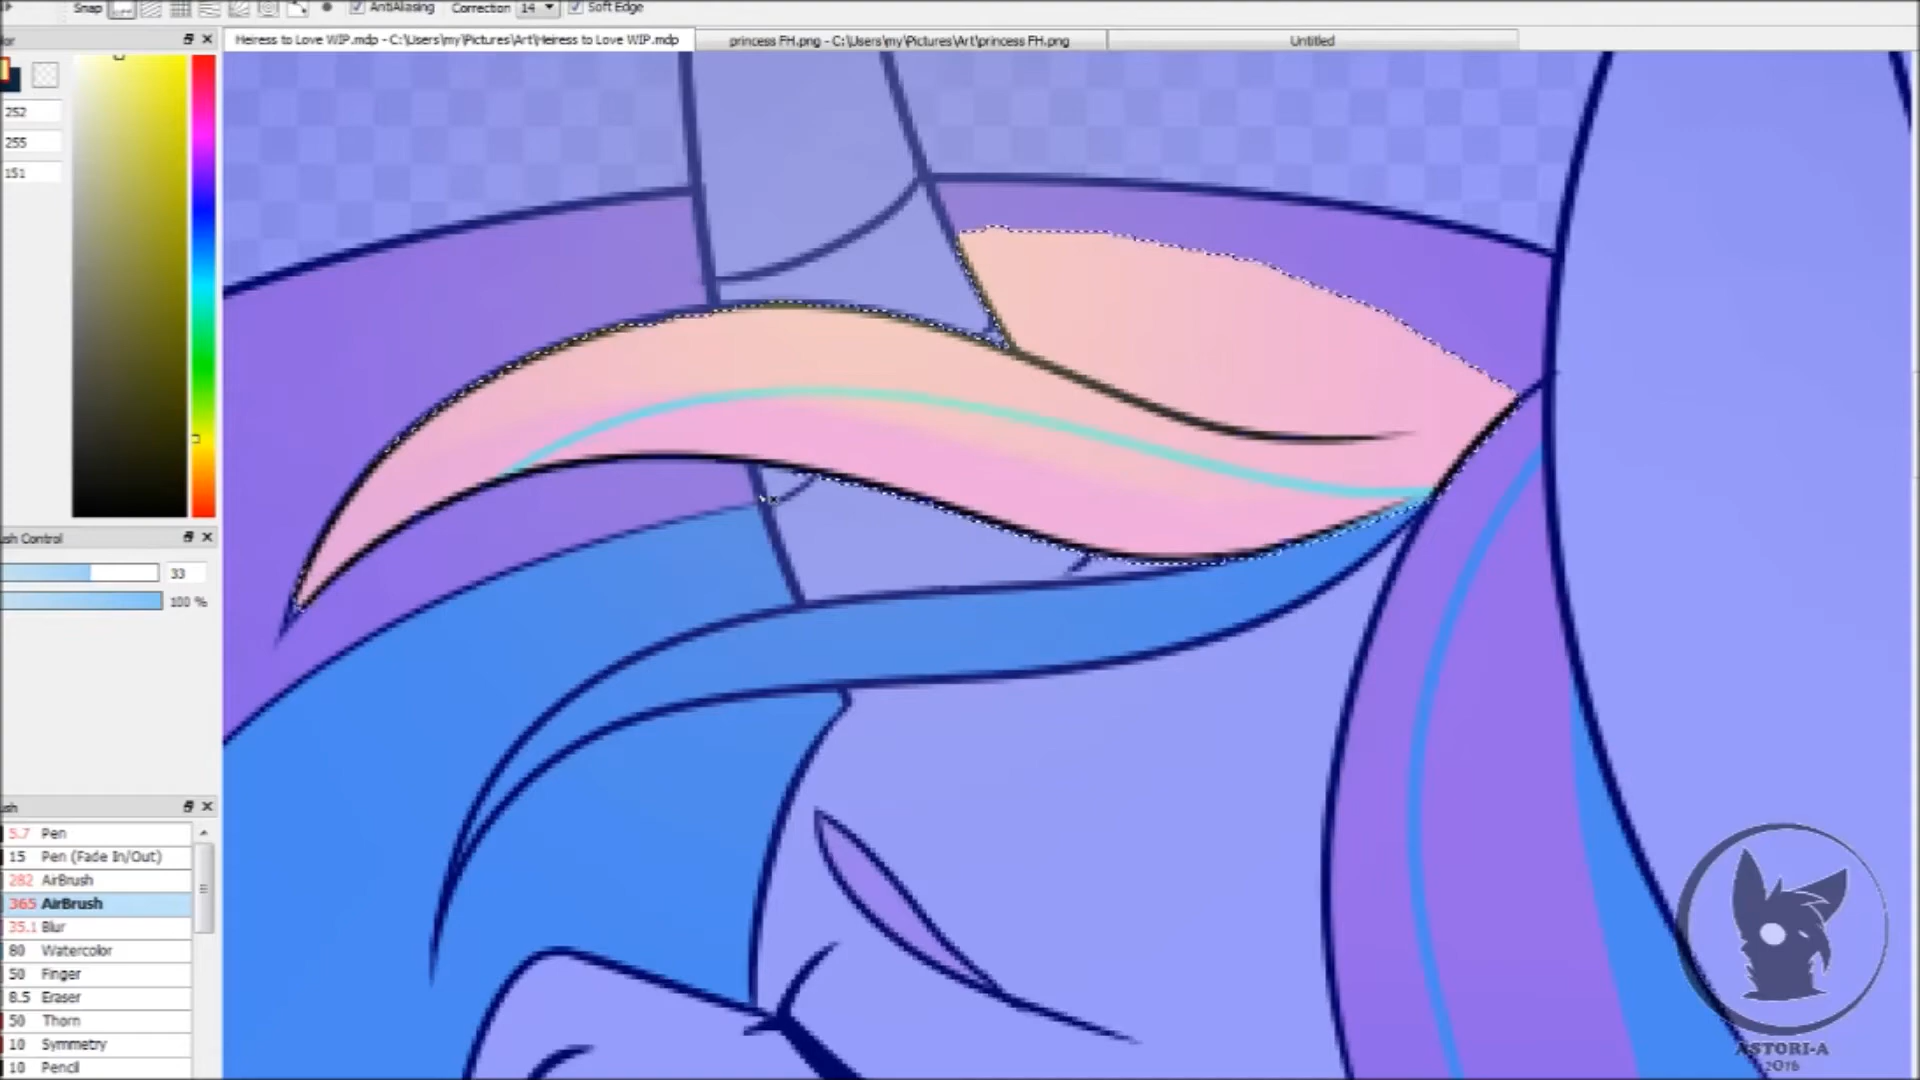 Snap AntiAliasing Correction 14 Soft Edge
Heiress to Love WIP.mdp - C:\Users\my\Pictures\Art\Heiress to Love WIP.mdp princess FH.png - C:\Users\my\Pictures\Art\princess FH.png Untitled
252
255
151
Control
33
100 %
5.7 Pen
15 Pen (Fade In/Out)
282 AirBrush
365 AirBrush
35.1 Blur
80 Watercolor
50 Finger
8.5 Eraser
50 Thorn
10 Symmetry
10 Pencil
ASTORI-A
2016